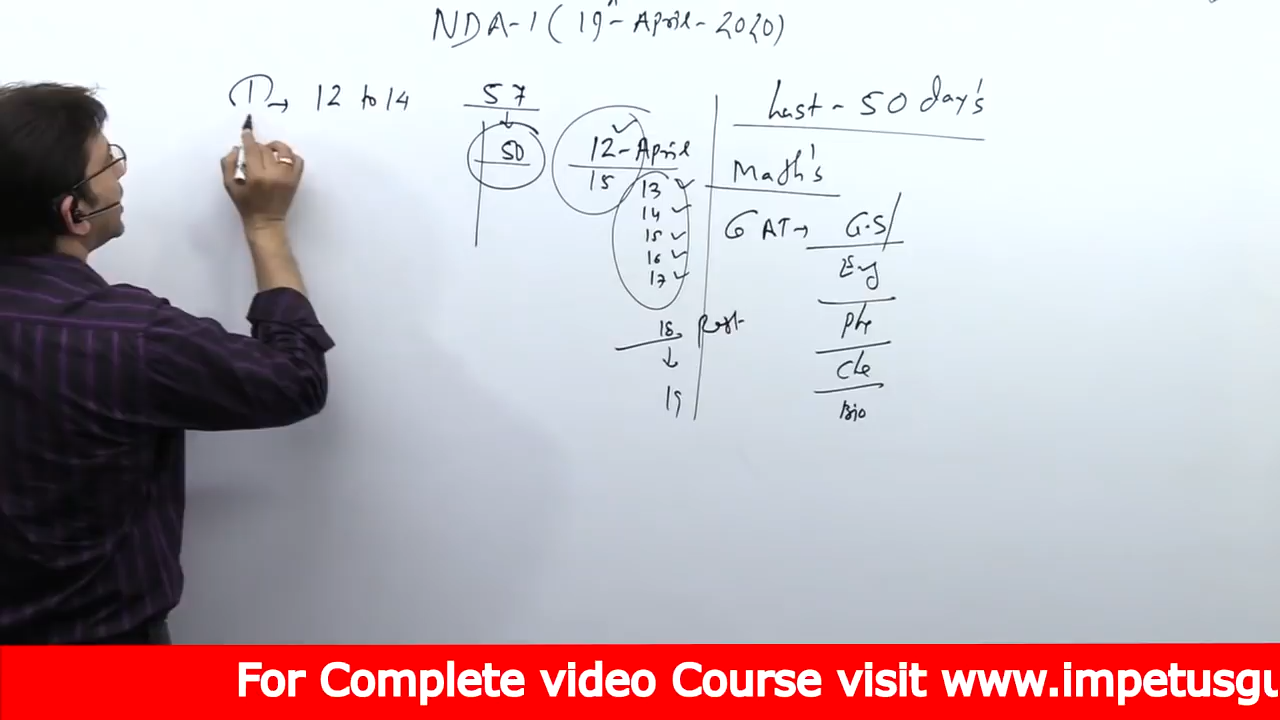 NDA-1 ( 19th - April - 2020)
1 → 12 to 14
57
50
12 - April
15
13
14
15
16
17
18. Rest
19
Last - 50 day's
Math's
GAT → G.S/
Eng
Phe
Che
Bio
For Complete video Course visit www.impetusgu